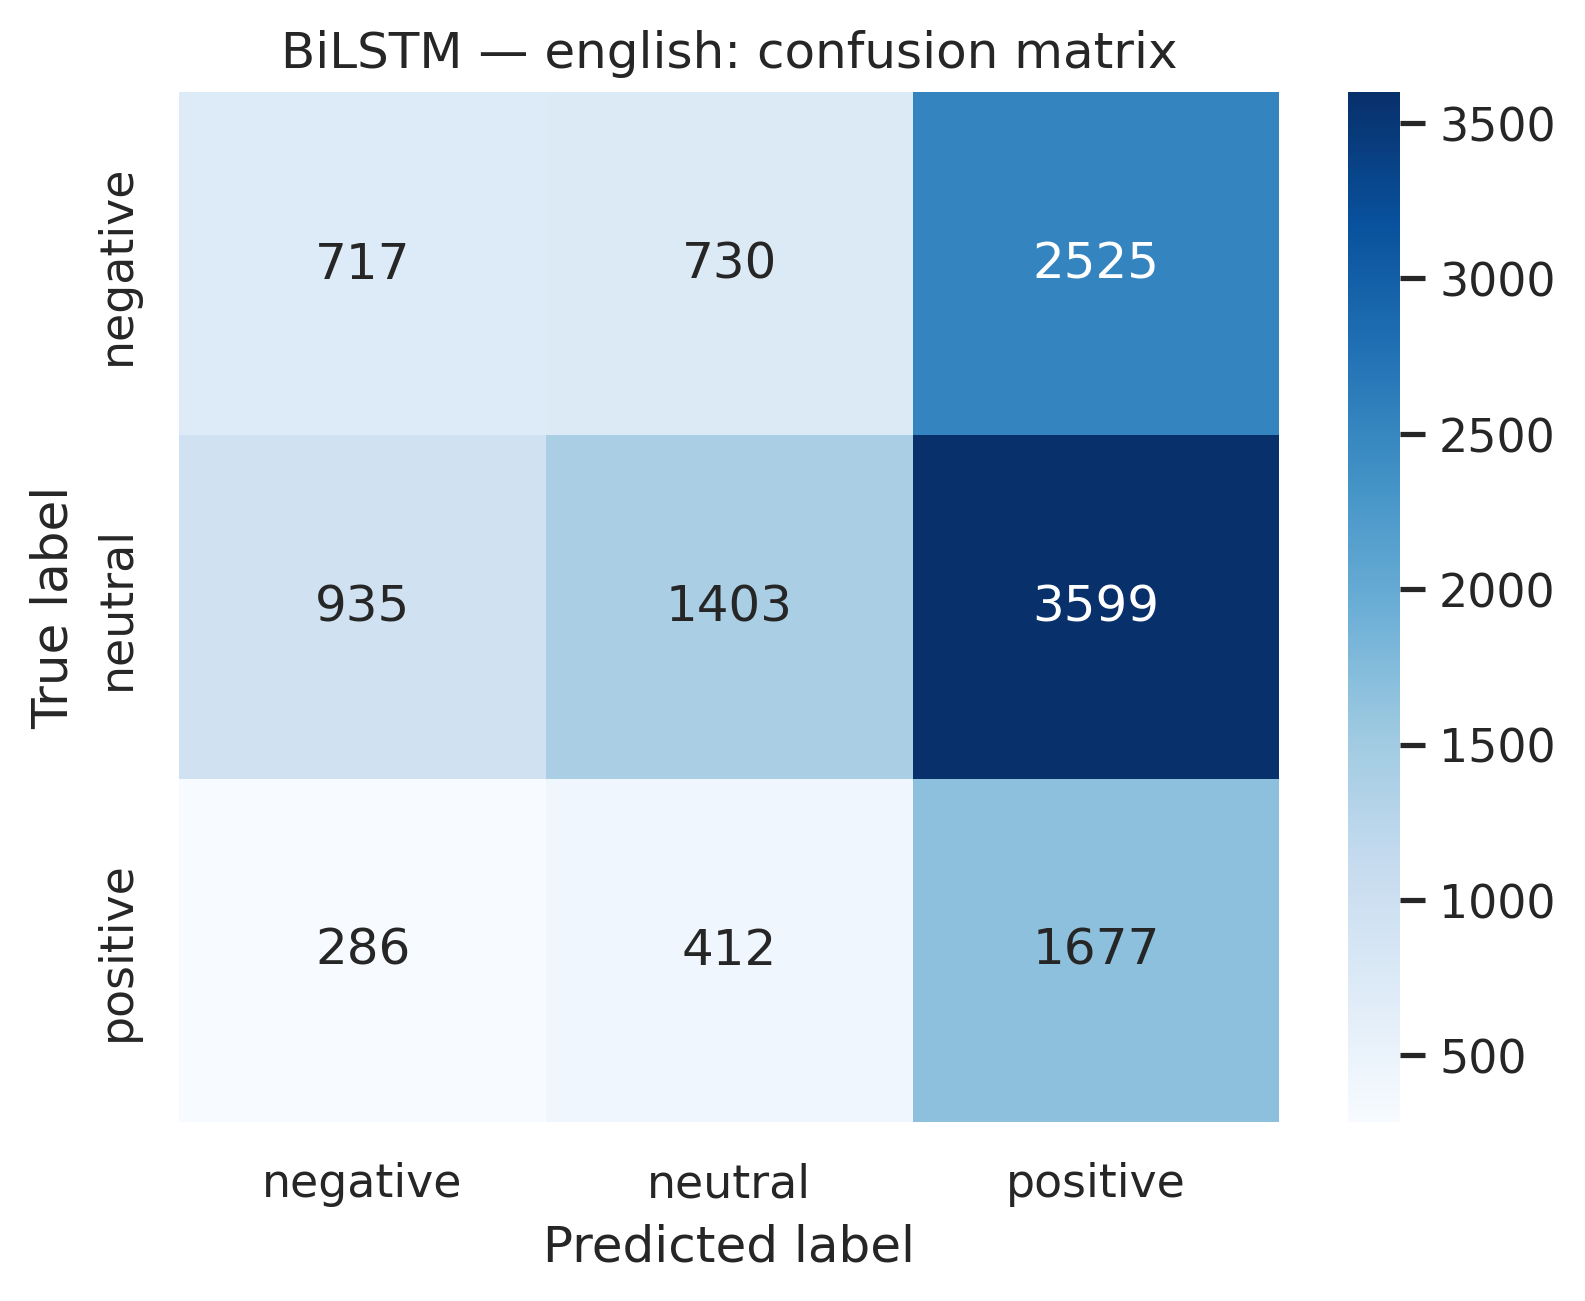 BiLSTM — english: confusion matrix
True label
negative
717 730 2525
neutral
935 1403 3599
positive
286 412 1677
negative neutral positive
Predicted label
3500
3000
2500
2000
1500
1000
500